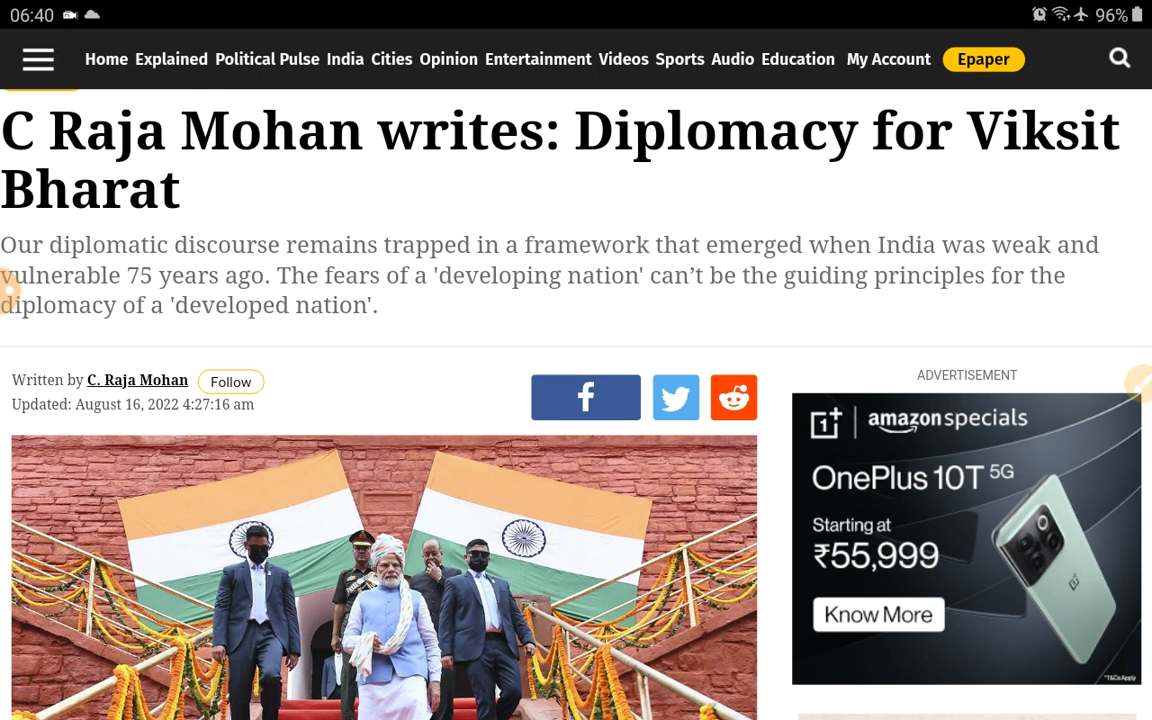 06:40
96%
Home Explained Political Pulse India Cities Opinion Entertainment Videos Sports Audio Education My Account Epaper
C Raja Mohan writes: Diplomacy for Viksit
Bharat
Our diplomatic discourse remains trapped in a framework that emerged when India was weak and
vulnerable 75 years ago. The fears of a 'developing nation' can’t be the guiding principles for the
diplomacy of a 'developed nation'.
Written by C. Raja Mohan Follow
Updated: August 16, 2022 4:27:16 am
ADVERTISEMENT
1+ | amazonspecials
OnePlus 10T 5G
Starting at
₹55,999
Know More
*T&Cs Apply